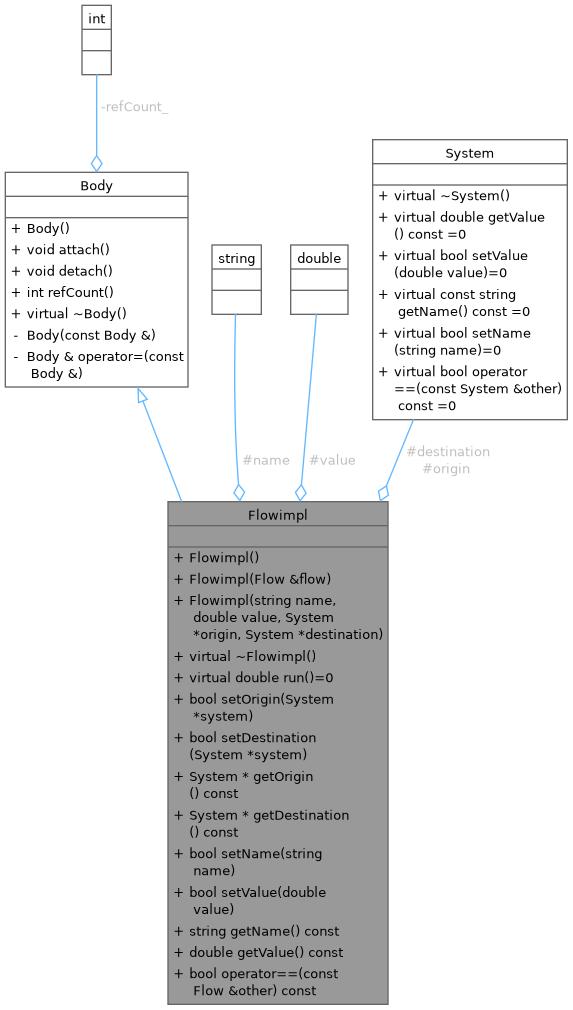 int
-refCount_
Body
+ Body()
+ void attach()
+ void detach()
+ int refCount()
+ virtual ~Body()
- Body(const Body &)
- Body & operator=(const
Body &)
string
double
System
+ virtual ~System()
+ virtual double getValue
() const =0
+ virtual bool setValue
(double value)=0
+ virtual const string
getName() const =0
+ virtual bool setName
(string name)=0
+ virtual bool operator
==(const System &other)
const =0
#name
#value
#destination
#origin
Flowimpl
+ Flowimpl()
+ Flowimpl(Flow &flow)
+ Flowimpl(string name,
double value, System
*origin, System *destination)
+ virtual ~Flowimpl()
+ virtual double run()=0
+ bool setOrigin(System
*system)
+ bool setDestination
(System *system)
+ System * getOrigin
() const
+ System * getDestination
() const
+ bool setName(string
name)
+ bool setValue(double
value)
+ string getName() const
+ double getValue() const
+ bool operator==(const
Flow &other) const